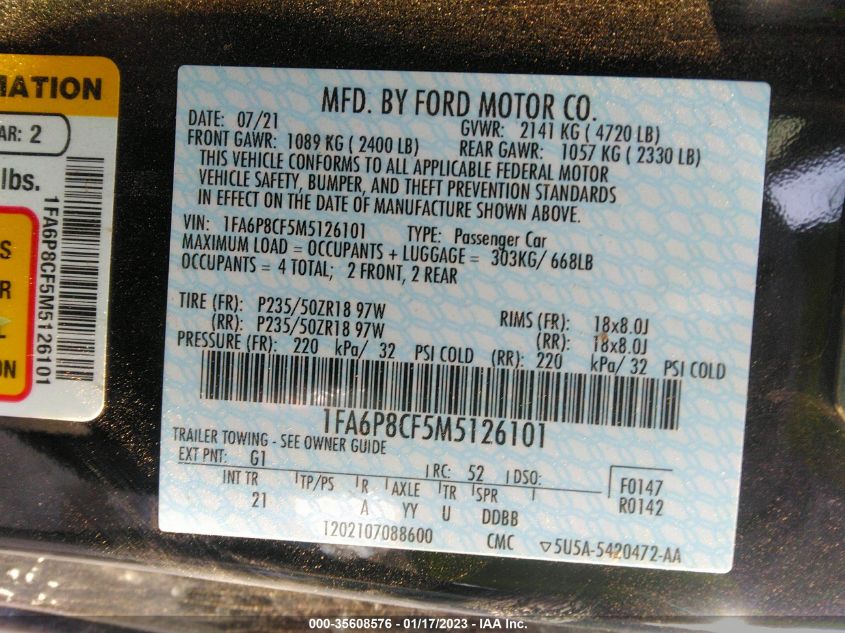 MATION
AR: 2
lbs.
S
R
ON
1FA6P8CF5M5126101
MFD. BY FORD MOTOR CO.
DATE: 07/21 GVWR: 2141 KG ( 4720 LB)
FRONT GAWR: 1089 KG ( 2400 LB) REAR GAWR: 1057 KG ( 2330 LB)
THIS VEHICLE CONFORMS TO ALL APPLICABLE FEDERAL MOTOR
VEHICLE SAFETY, BUMPER, AND THEFT PREVENTION STANDARDS
IN EFFECT ON THE DATE OF MANUFACTURE SHOWN ABOVE.
VIN: 1FA6P8CF5M5126101 TYPE: Passenger Car
MAXIMUM LOAD = OCCUPANTS + LUGGAGE = 303KG/ 668LB
OCCUPANTS = 4 TOTAL; 2 FRONT, 2 REAR
TIRE (FR): P235/50ZR18 97W RIMS (FR): 18x8.0J
(RR): P235/50ZR18 97W (RR): 18x8.0J
PRESSURE (FR): 220 kPa/ 32 PSI COLD (RR): 220 kPa/ 32 PSI COLD
1FA6P8CF5M5126101
TRAILER TOWING - SEE OWNER GUIDE
EXT PNT: G1 RC: 52 DSO: F0147
INT TR TP/PS R AXLE TR SPR R0142
21 A YY U DDBB
T202107088600 CMC ▽5U5A-5420472-AA
000-35608576 — 01/17/2023 — IAA Inc.